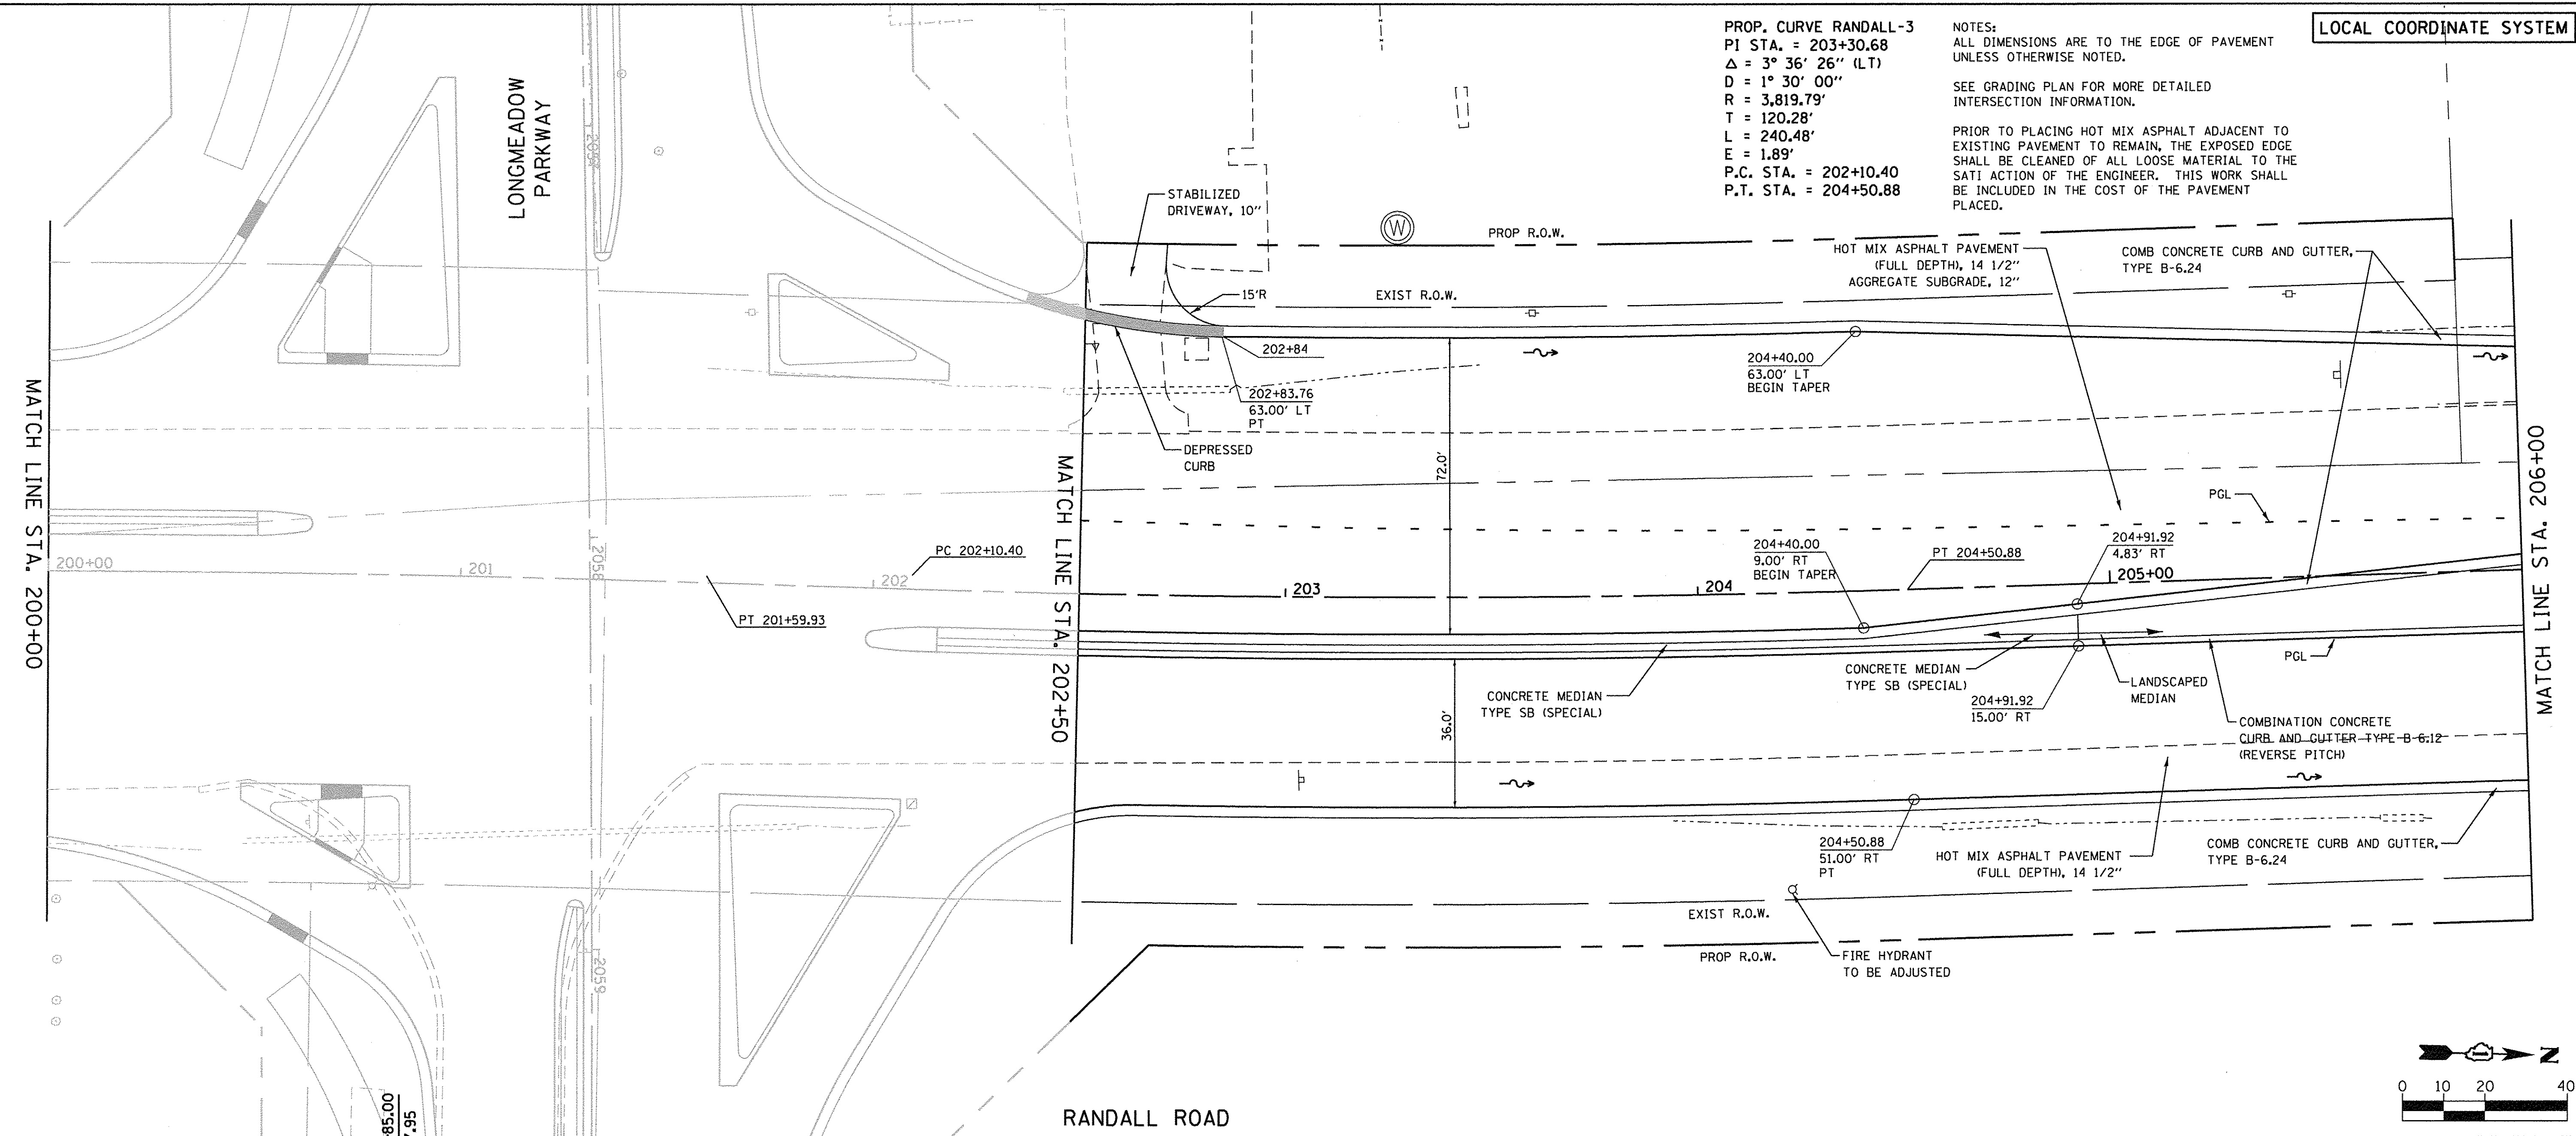 PROP. CURVE RANDALL-3
PI STA. = 203+30.68
Δ = 3° 36' 26'' (LT)
D = 1° 30' 00''
R = 3,819.79'
T = 120.28'
L = 240.48'
E = 1.89'
P.C. STA. = 202+10.40
P.T. STA. = 204+50.88
NOTES:
ALL DIMENSIONS ARE TO THE EDGE OF PAVEMENT
UNLESS OTHERWISE NOTED.
SEE GRADING PLAN FOR MORE DETAILED
INTERSECTION INFORMATION.
PRIOR TO PLACING HOT MIX ASPHALT ADJACENT TO
EXISTING PAVEMENT TO REMAIN, THE EXPOSED EDGE
SHALL BE CLEANED OF ALL LOOSE MATERIAL TO THE
SATI ACTION OF THE ENGINEER. THIS WORK SHALL
BE INCLUDED IN THE COST OF THE PAVEMENT
PLACED.
LOCAL COORDINATE SYSTEM
LONGMEADOW
PARKWAY
2057
STABILIZED
DRIVEWAY, 10''
W
PROP R.O.W.
HOT MIX ASPHALT PAVEMENT
(FULL DEPTH), 14 1/2''
AGGREGATE SUBGRADE, 12''
COMB CONCRETE CURB AND GUTTER,
TYPE B-6.24
15'R
EXIST R.O.W.
202+84
202+83.76
63.00' LT
PT
204+40.00
63.00' LT
BEGIN TAPER
DEPRESSED
CURB
72.0'
MATCH LINE STA. 200+00
MATCH LINE STA. 202+50
MATCH LINE STA. 206+00
PGL
200+00
201
2058
202
PC 202+10.40
PT 201+59.93
203
204
204+40.00
9.00' RT
BEGIN TAPER
PT 204+50.88
204+91.92
4.83' RT
205+00
CONCRETE MEDIAN
TYPE SB (SPECIAL)
CONCRETE MEDIAN
TYPE SB (SPECIAL)
204+91.92
15.00' RT
LANDSCAPED
MEDIAN
PGL
COMBINATION CONCRETE
CURB AND GUTTER TYPE B-6.12
(REVERSE PITCH)
36.0'
204+50.88
51.00' RT
PT
HOT MIX ASPHALT PAVEMENT
(FULL DEPTH), 14 1/2''
COMB CONCRETE CURB AND GUTTER,
TYPE B-6.24
EXIST R.O.W.
PROP R.O.W.
FIRE HYDRANT
TO BE ADJUSTED
2059
RANDALL ROAD
N
0 10 20 40